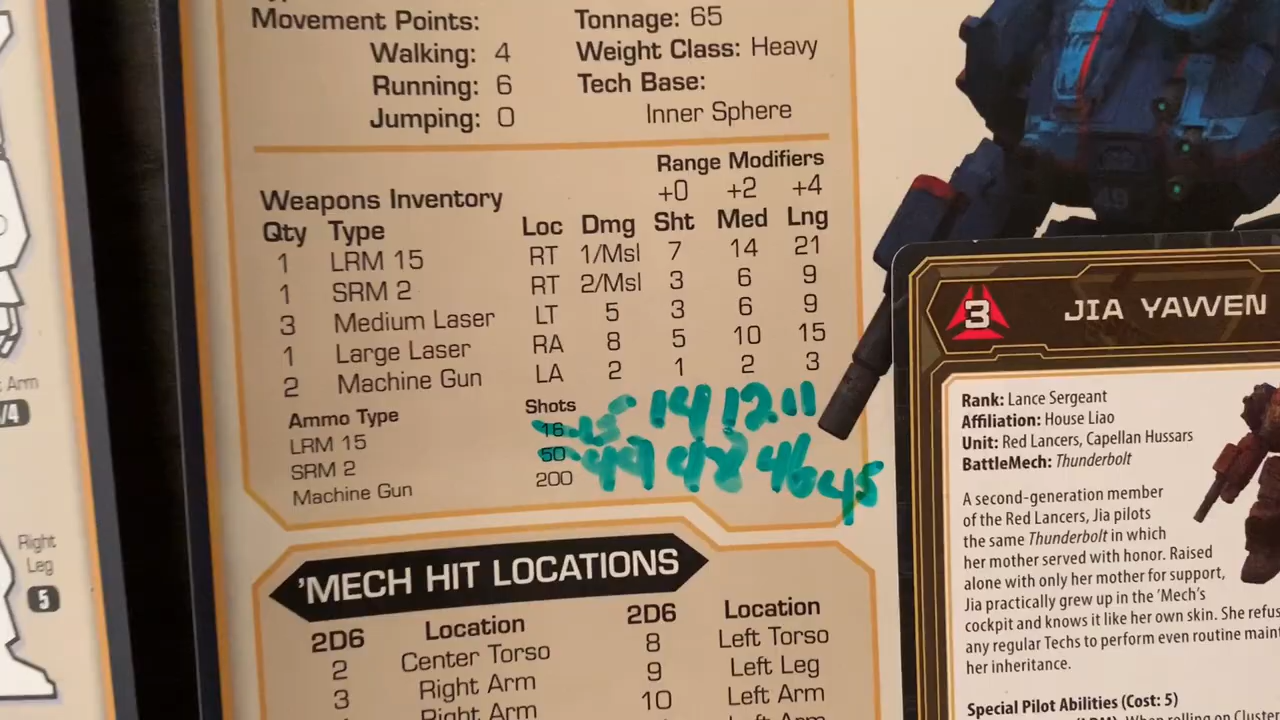 Movement Points:
Walking: 4
Running: 6
Jumping: 0
Tonnage: 65
Weight Class: Heavy
Tech Base:
Inner Sphere
Range Modifiers
+0 +2 +4
Weapons Inventory
Qty Type Loc Dmg Sht Med Lng
1 LRM 15 RT 1/Msl 7 14 21
1 SRM 2 RT 2/Msl 3 6 9
3 Medium Laser LT 5 3 6 9
1 Large Laser RA 8 5 10 15
2 Machine Gun LA 2 1 2 3
Ammo Type Shots
LRM 15 16 15 14 12 11
SRM 2 50 49 48 46 45
Machine Gun 200
'MECH HIT LOCATIONS
2D6 Location 2D6 Location
2 Center Torso 8 Left Torso
3 Right Arm 9 Left Leg
Right Arm 10 Left Arm
Arm
/4
Right
Leg
5
49
3 JIA YAWEN
Rank: Lance Sergeant
Affiliation: House Liao
Unit: Red Lancers, Capellan Hussars
BattleMech: Thunderbolt
A second-generation member
of the Red Lancers, Jia pilots
the same Thunderbolt in which
her mother served with honor. Raised
alone with only her mother for support,
Jia practically grew up in the 'Mech's
cockpit and knows it like her own skin. She refus
any regular Techs to perform even routine main
her inheritance.
Special Pilot Abilities (Cost: 5)
When rolling on Cluster